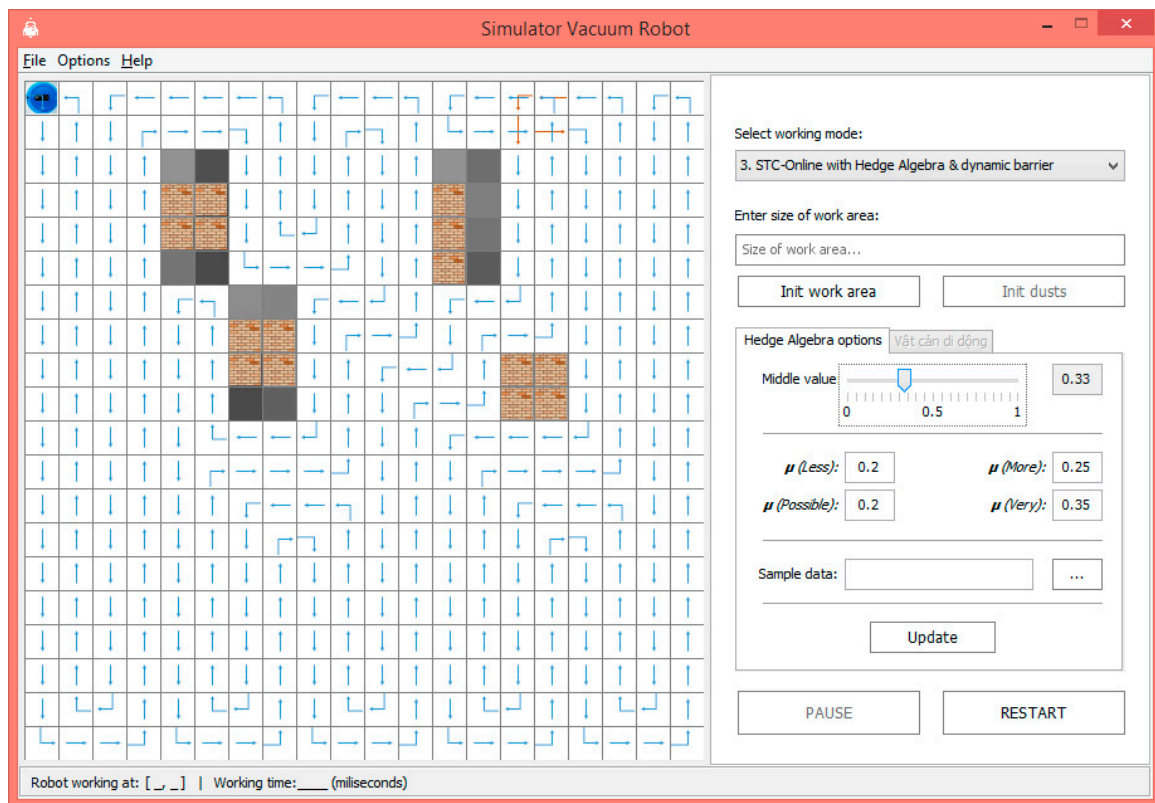 Simulator Vacuum Robot
File Options Help
Select working mode:
3. STC-Online with Hedge Algebra & dynamic barrier
Enter size of work area:
Size of work area...
Init work area
Init dusts
Hedge Algebra options
Vật cản di động
Middle value
0.33
0 0.5 1
μ (Less): 0.2
μ (More): 0.25
μ (Possible): 0.2
μ (Very): 0.35
Sample data:
...
Update
PAUSE
RESTART
Robot working at: [ _, _ ] | Working time:____ (miliseconds)